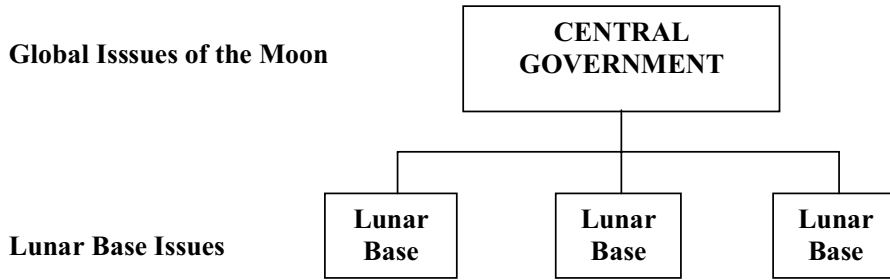 Global Isssues of the Moon
CENTRAL
GOVERNMENT
Lunar Base Issues
Lunar
Base
Lunar
Base
Lunar
Base